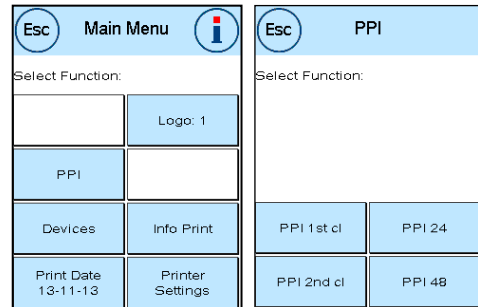 Esc Main Menu i
Select Function:
Logo: 1
PPI
Devices Info Print
Print Date
13-11-13
Printer
Settings
Esc PPI
Select Function:
PPI 1st cl PPI 24
PPI 2nd cl PPI 48